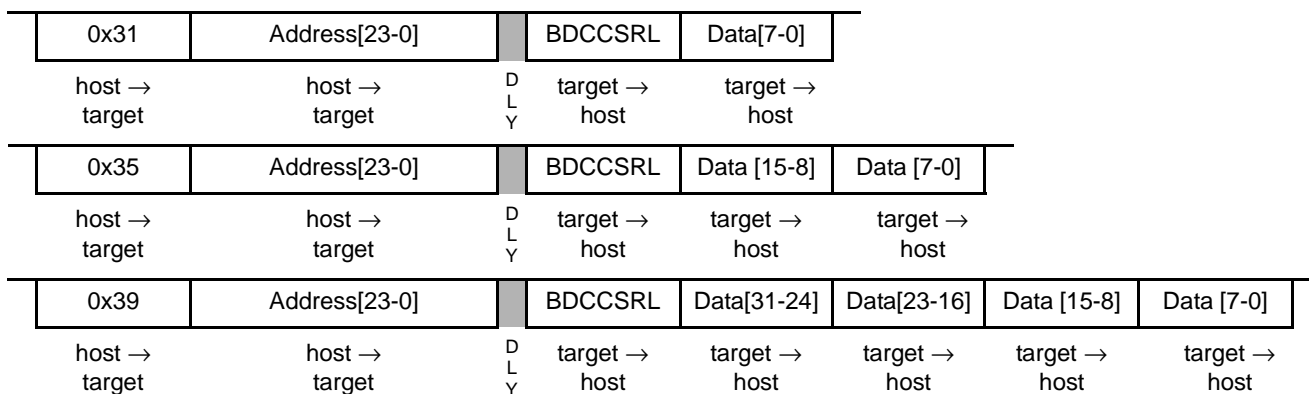 0x31 Address[23-0] BDCCSRL Data[7-0]
host → host → D target → target →
target target L host host
Y
0x35 Address[23-0] BDCCSRL Data [15-8] Data [7-0]
host → host → D target → target → target →
target target L host host host
Y
0x39 Address[23-0] BDCCSRL Data[31-24] Data[23-16] Data [15-8] Data [7-0]
host → host → D target → target → target → target → target →
target target L host host host host host
Y